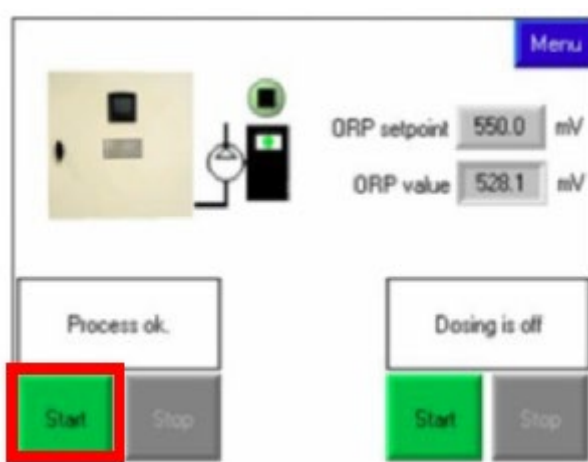 Menu
ORP setpoint 550.0 mV
ORP value 528.1 mV
Process ok.
Dosing is off
Start Stop
Start Stop